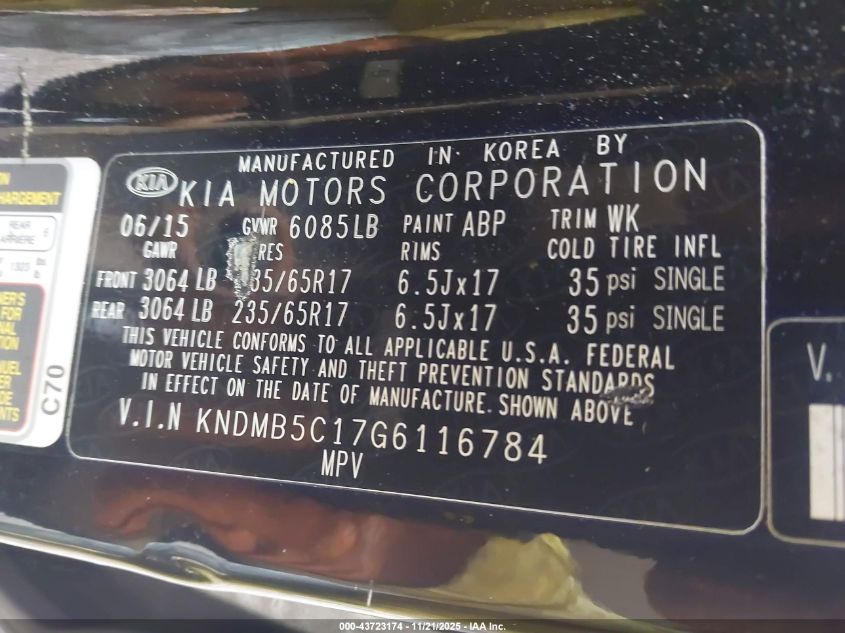 MANUFACTURED IN KOREA BY
KIA KIA MOTORS CORPORATION
06/15 GVWR 6085LB PAINT ABP TRIM WK
GAWR RIMS COLD TIRE INFL
FRONT 3064 LB 35/65R17 6.5Jx17 35 psi SINGLE
REAR 3064 LB 235/65R17 6.5Jx17 35 psi SINGLE
THIS VEHICLE CONFORMS TO ALL APPLICABLE U.S.A. FEDERAL
MOTOR VEHICLE SAFETY AND THEFT PREVENTION STANDARDS
IN EFFECT ON THE DATE OF MANUFACTURE. SHOWN ABOVE
V.I.N KNDMB5C17G6116784
MPV
REAR
C70
V.
000-43723174 • 11/21/2025 • IAA Inc.